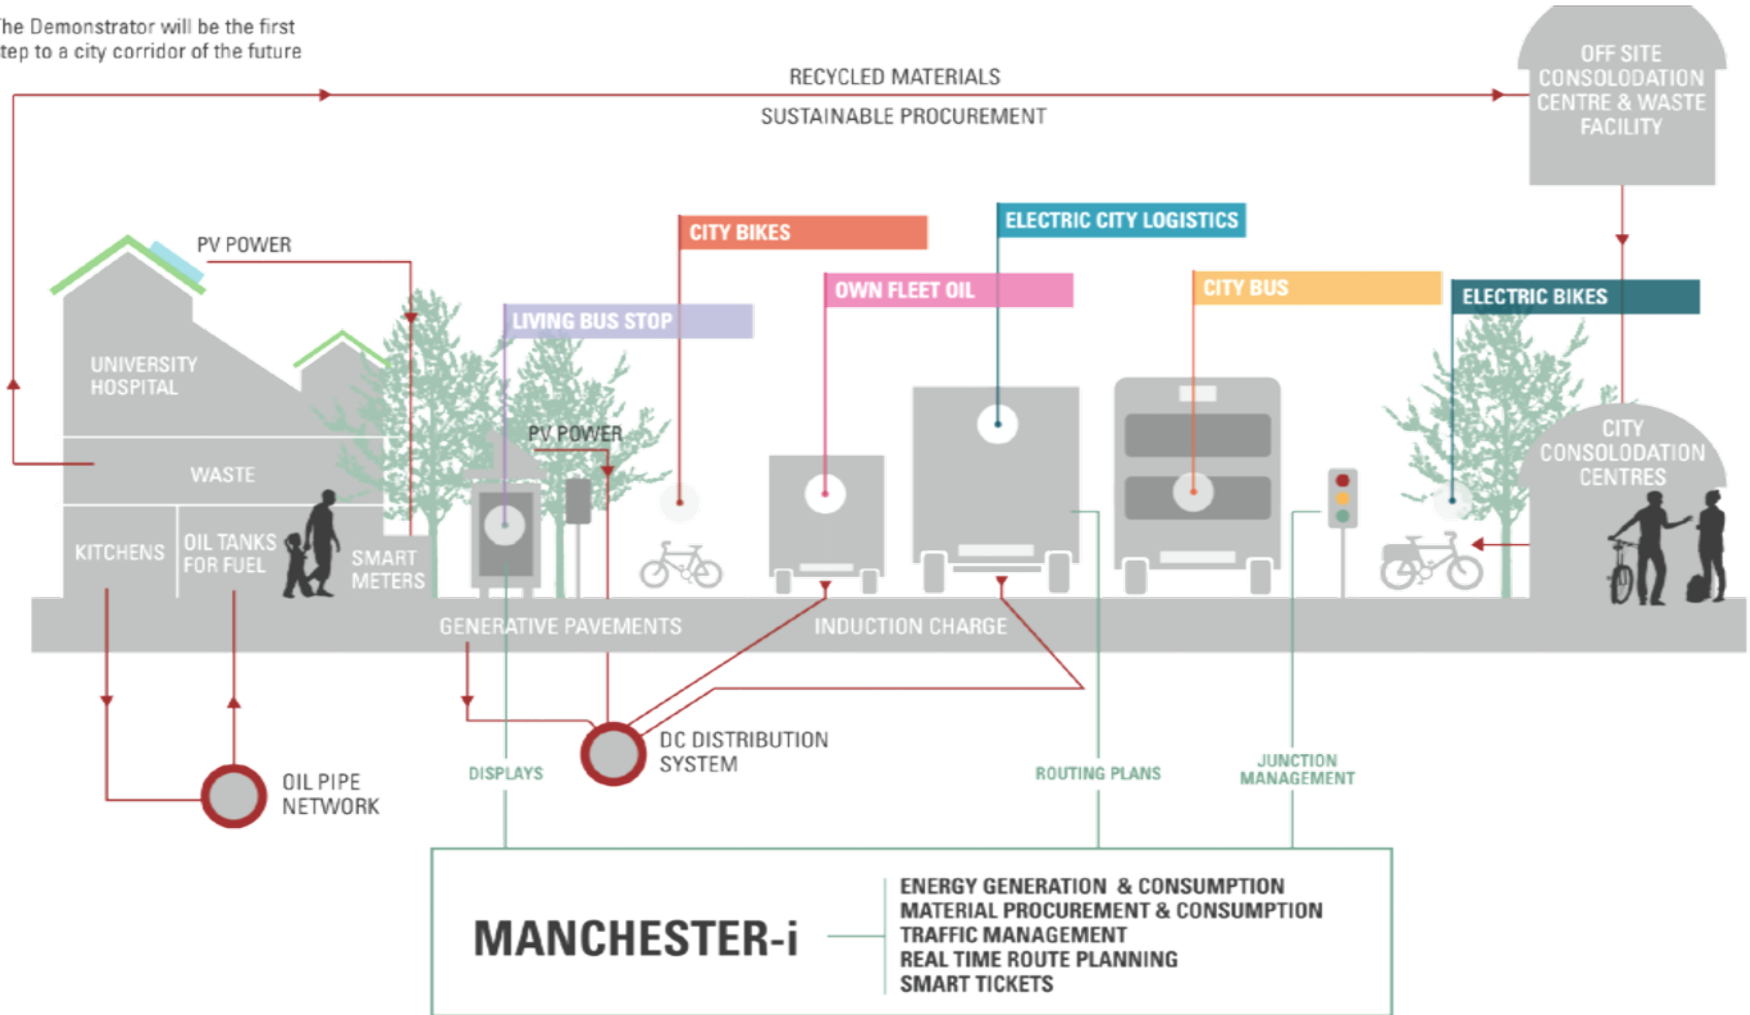 he Demonstrator will be the first
tep to a city corridor of the future
RECYCLED MATERIALS
SUSTAINABLE PROCUREMENT
OFF SITE
CONSOLODATION
CENTRE & WASTE
FACILITY
PV POWER
CITY BIKES
ELECTRIC CITY LOGISTICS
OWN FLEET OIL
CITY BUS
ELECTRIC BIKES
LIVING BUS STOP
UNIVERSITY
HOSPITAL
PV POWER
CITY
CONSOLODATION
CENTRES
WASTE
KITCHENS
OIL TANKS
FOR FUEL
SMART
METERS
GENERATIVE PAVEMENTS
INDUCTION CHARGE
DC DISTRIBUTION
SYSTEM
OIL PIPE
NETWORK
DISPLAYS
ROUTING PLANS
JUNCTION
MANAGEMENT
MANCHESTER-i
ENERGY GENERATION & CONSUMPTION
MATERIAL PROCUREMENT & CONSUMPTION
TRAFFIC MANAGEMENT
REAL TIME ROUTE PLANNING
SMART TICKETS